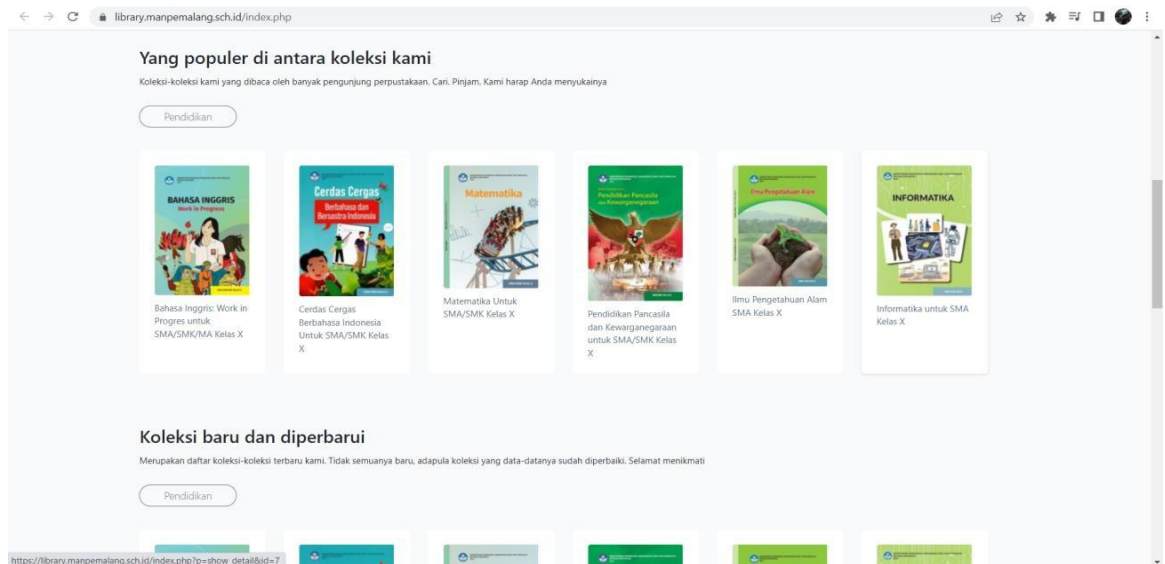 library.manpemalang.sch.id/index.php
Yang populer di antara koleksi kami
Koleksi-koleksi kami yang dibaca oleh banyak pengunjung perpustakaan. Cari. Pinjam. Kami harap Anda menyukainya
Pendidikan
BAHASA INGGRIS
Work in Progress
Bahasa Inggris: Work in
Progres untuk
SMA/SMK/MA Kelas X
Cerdas Cergas
Berbahasa dan
Bersastra Indonesia
Cerdas Cergas
Berbahasa Indonesia
Untuk SMA/SMK Kelas
X
Matematika
Matematika Untuk
SMA/SMK Kelas X
Pendidikan Pancasila
dan Kewarganegaraan
Pendidikan Pancasila
dan Kewarganegaraan
untuk SMA/SMK Kelas
X
Ilmu Pengetahuan Alam
Ilmu Pengetahuan Alam
SMA Kelas X
INFORMATIKA
Informatika untuk SMA
Kelas X
Koleksi baru dan diperbarui
Merupakan daftar koleksi-koleksi terbaru kami. Tidak semuanya baru, adapula koleksi yang data-datanya sudah diperbaiki. Selamat menikmati
Pendidikan
https://library.manpemalang.sch.id/index.php?p=show_detail&id=7